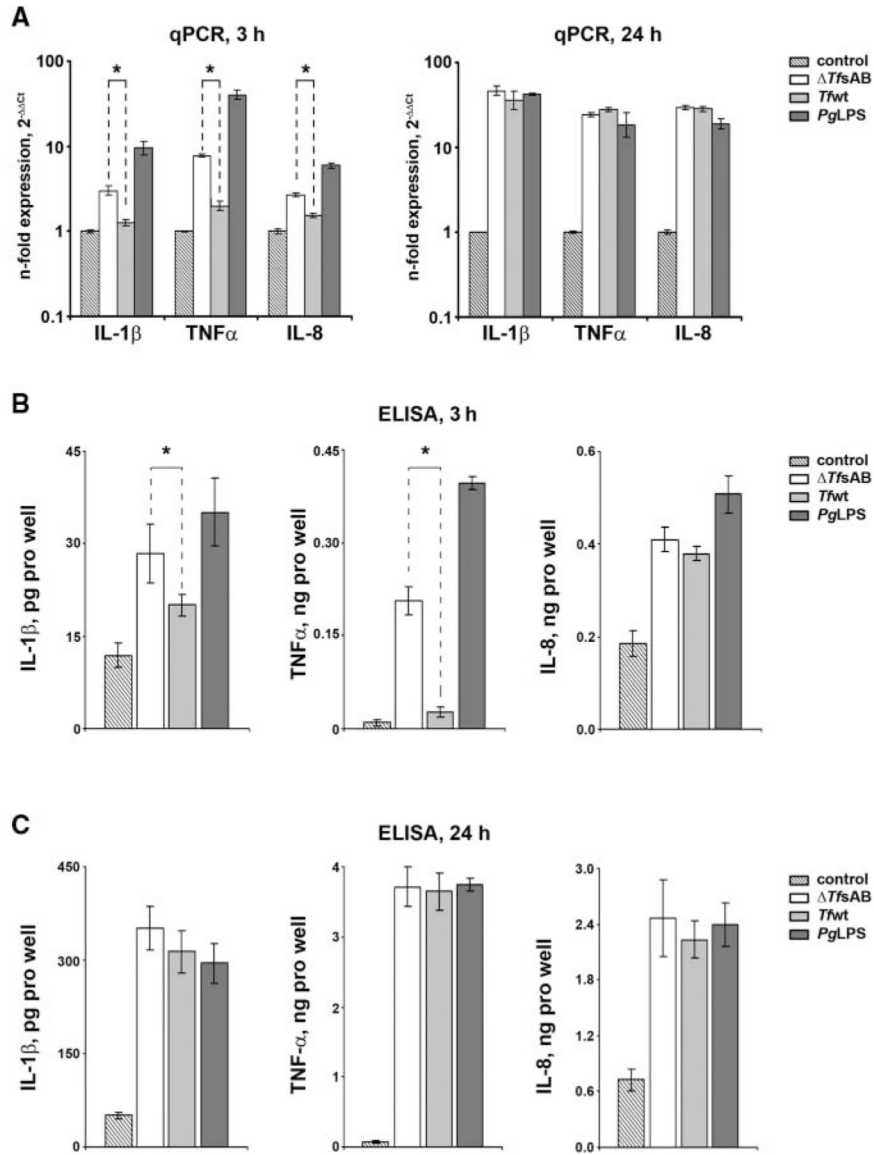 A
qPCR, 3 h
n-fold expression, 2^-ΔΔCt
100
10
1
0.1
*
*
*
IL-1β
TNFα
IL-8
qPCR, 24 h
n-fold expression, 2^-ΔΔCt
100
10
1
0.1
IL-1β
TNFα
IL-8
control
ΔTfsAB
Tfwt
PgLPS
B
ELISA, 3 h
IL-1β, pg pro well
45
30
15
0
*
TNFα, ng pro well
0.45
0.30
0.15
0
*
IL-8, ng pro well
0.6
0.4
0.2
0.0
control
ΔTfsAB
Tfwt
PgLPS
C
ELISA, 24 h
IL-1β, pg pro well
450
300
150
0
TNF-α, ng pro well
4
3
2
1
0
IL-8, ng pro well
3.0
2.4
1.8
1.2
0.6
0.0
control
ΔTfsAB
Tfwt
PgLPS